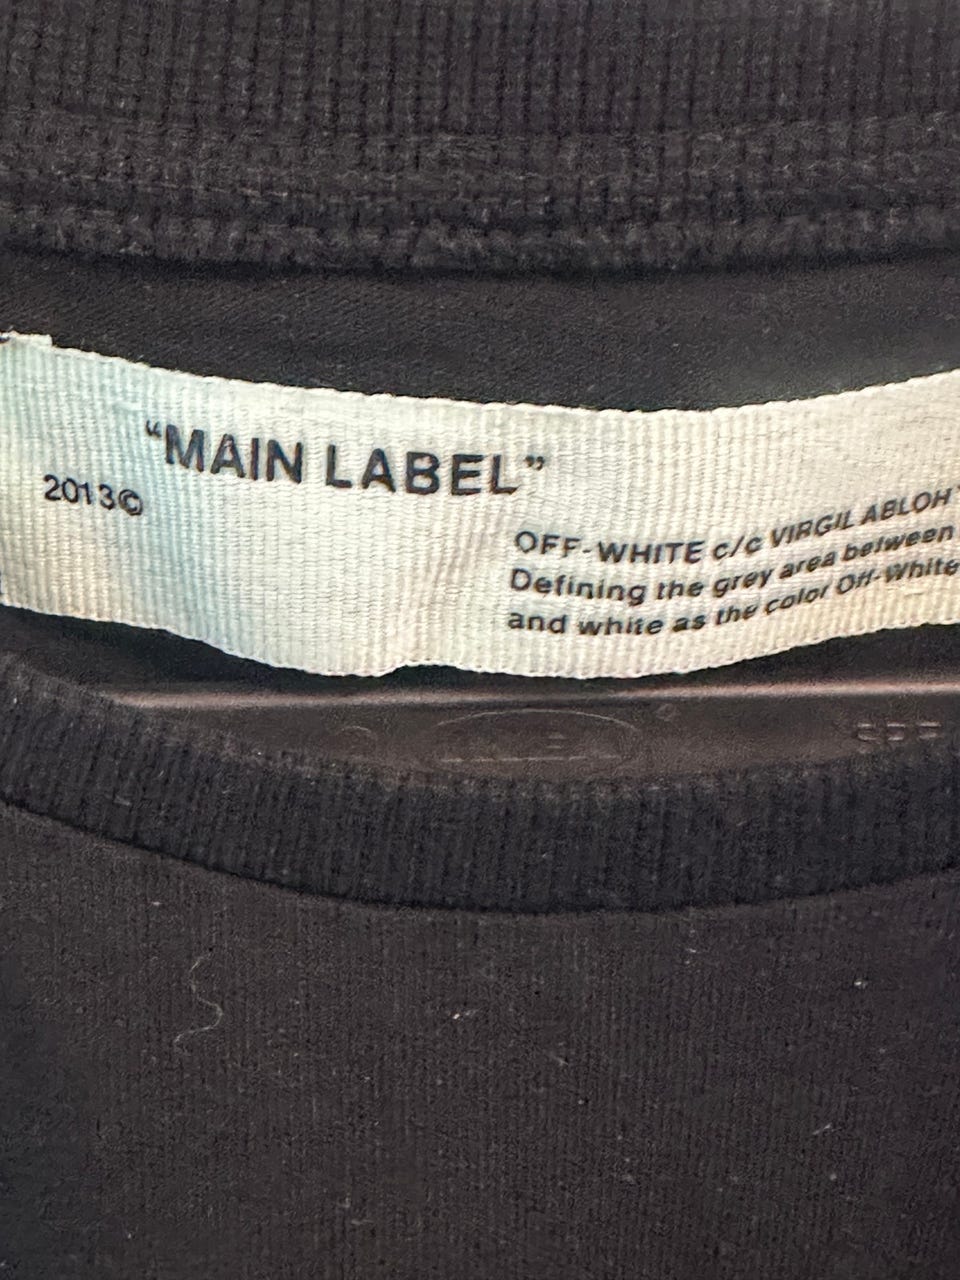 “MAIN LABEL”
2013©
OFF-WHITE c/c VIRGIL ABLOH
Defining the grey area between
and white as the color Off-White